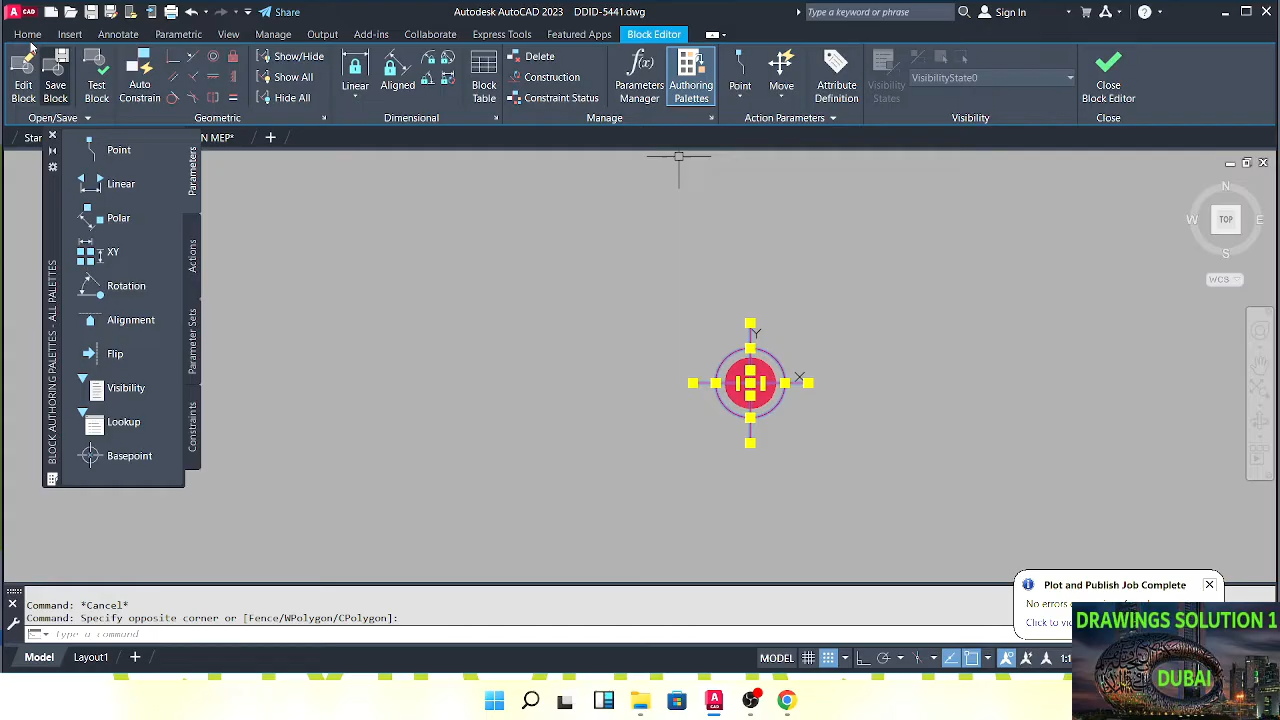 CAD
Share
Autodesk AutoCAD 2023 DDID-5441.dwg
Type a keyword or phrase
Sign In
Home Insert Annotate Parametric View Manage Output Add-ins Collaborate Express Tools Featured Apps Block Editor
Edit Block
Save Block
Test Block
Auto Constrain
Show/Hide
Show All
Hide All
Linear
Aligned
Block Table
Delete
Construction
Constraint Status
Parameters Manager
Authoring Palettes
Point
Move
Attribute Definition
Visibility States
VisibilityState0
Close Block Editor
Open/Save
Geometric
Dimensional
Manage
Action Parameters
Visibility
Close
N MEP*
Point
Linear
Polar
XY
Rotation
Alignment
Flip
Visibility
Lookup
Basepoint
Parameters
Actions
Parameter Sets
Constraints
BLOCK AUTHORING PALETTES - ALL PALETTES
Y
X
N
W
TOP
E
S
WCS
Plot and Publish Job Complete
Command: *Cancel*
Command: Specify opposite corner or [Fence/WPolygon/CPolygon]:
Type a command
Model
Layout1
MODEL
DRAWINGS SOLUTION 1
DUBAI